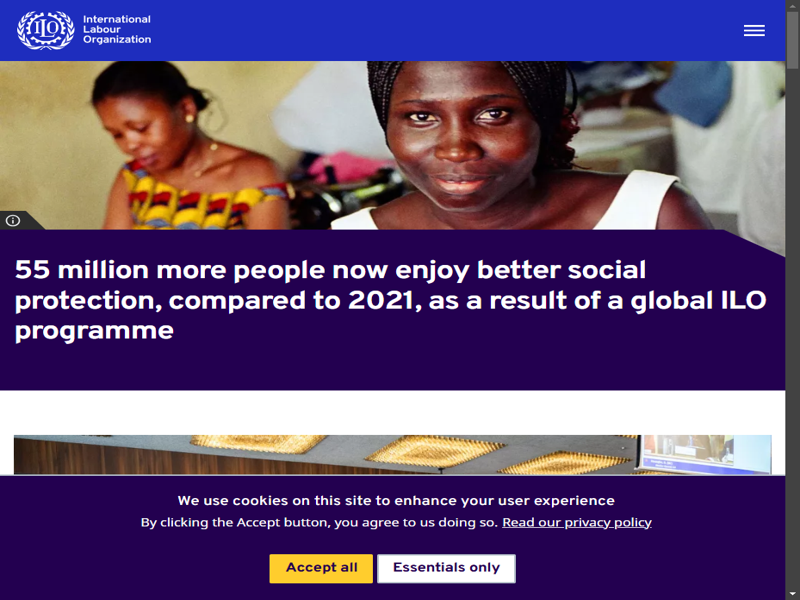 ILO
International
Labour
Organization
55 million more people now enjoy better social
protection, compared to 2021, as a result of a global ILO
programme
We use cookies on this site to enhance your user experience
By clicking the Accept button, you agree to us doing so. Read our privacy policy
Accept all
Essentials only